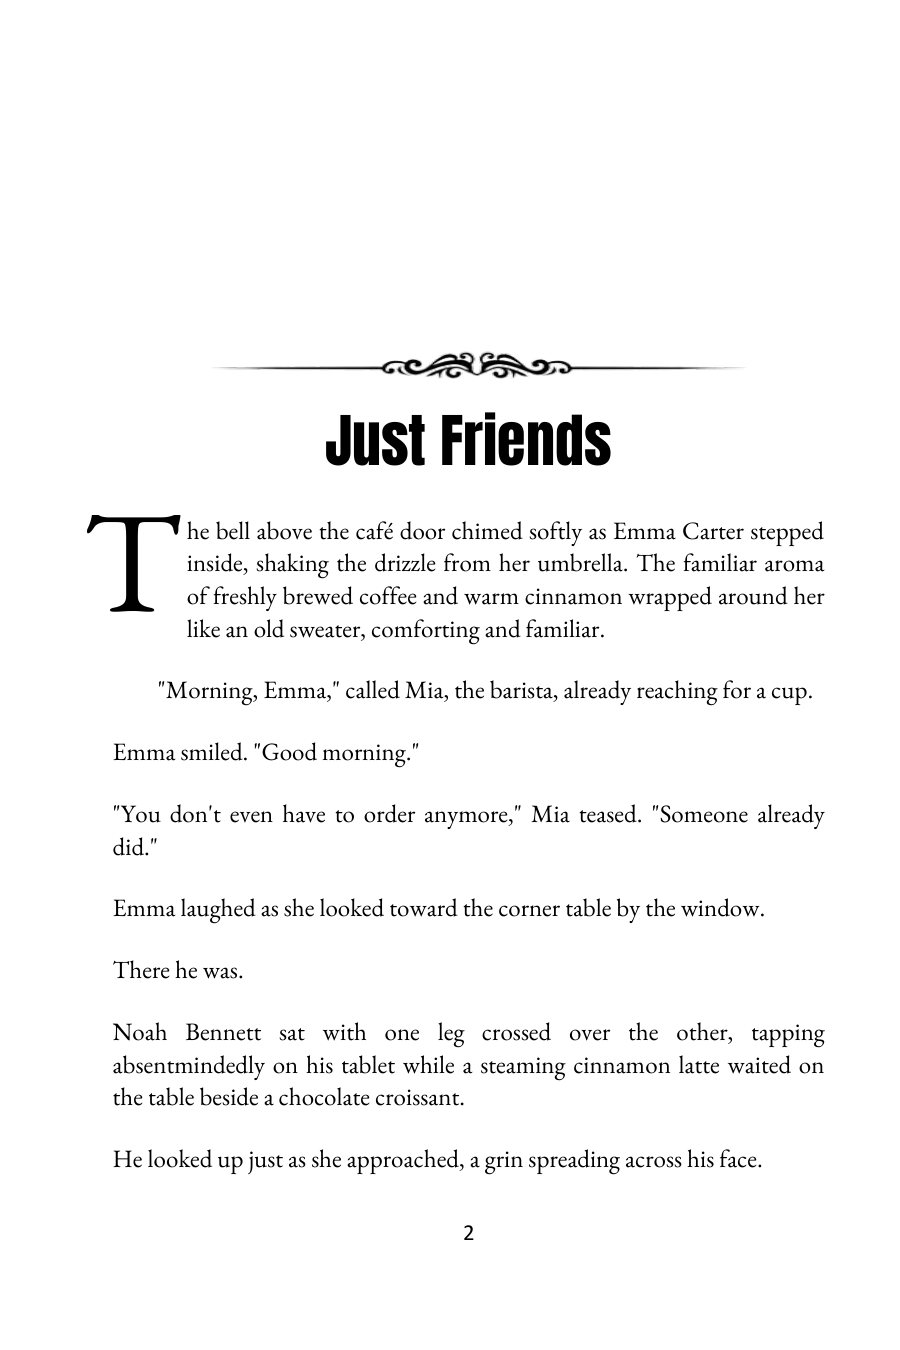 Just Friends
The bell above the café door chimed softly as Emma Carter stepped
inside, shaking the drizzle from her umbrella. The familiar aroma
of freshly brewed coffee and warm cinnamon wrapped around her
like an old sweater, comforting and familiar.
"Morning, Emma," called Mia, the barista, already reaching for a cup.
Emma smiled. "Good morning."
"You don't even have to order anymore," Mia teased. "Someone already
did."
Emma laughed as she looked toward the corner table by the window.
There he was.
Noah Bennett sat with one leg crossed over the other, tapping
absentmindedly on his tablet while a steaming cinnamon latte waited on
the table beside a chocolate croissant.
He looked up just as she approached, a grin spreading across his face.
2